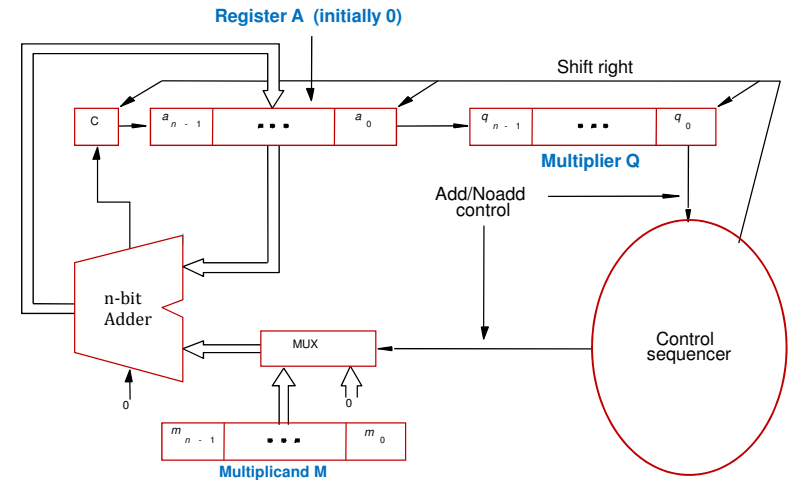 Register A (initially 0)
Shift right
C
a n - 1
a 0
q n - 1
q 0
Multiplier Q
Add/Noadd
control
n-bit
Adder
MUX
Control
sequencer
0
0
m n - 1
m 0
Multiplicand M